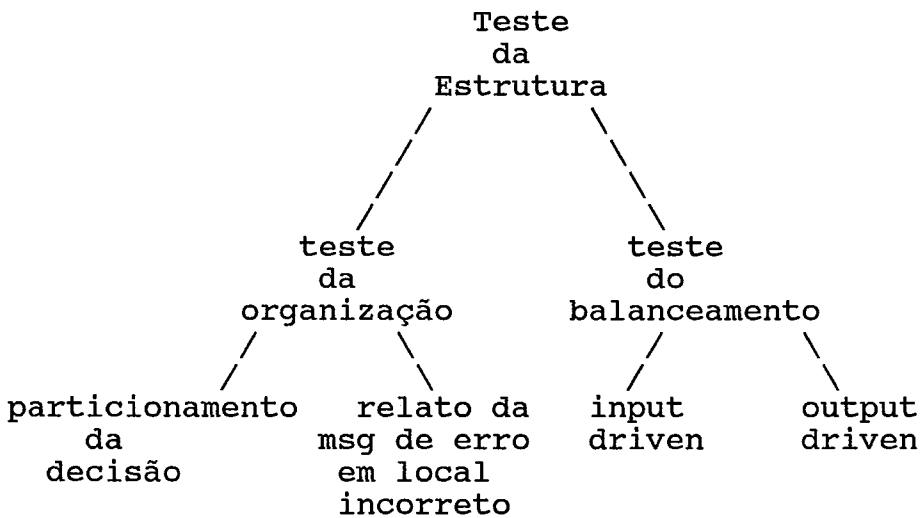 Teste
da
Estrutura
teste teste
da do
organização balanceamento
particionamento relato da input output
da msg de erro driven driven
decisão em local
incorreto